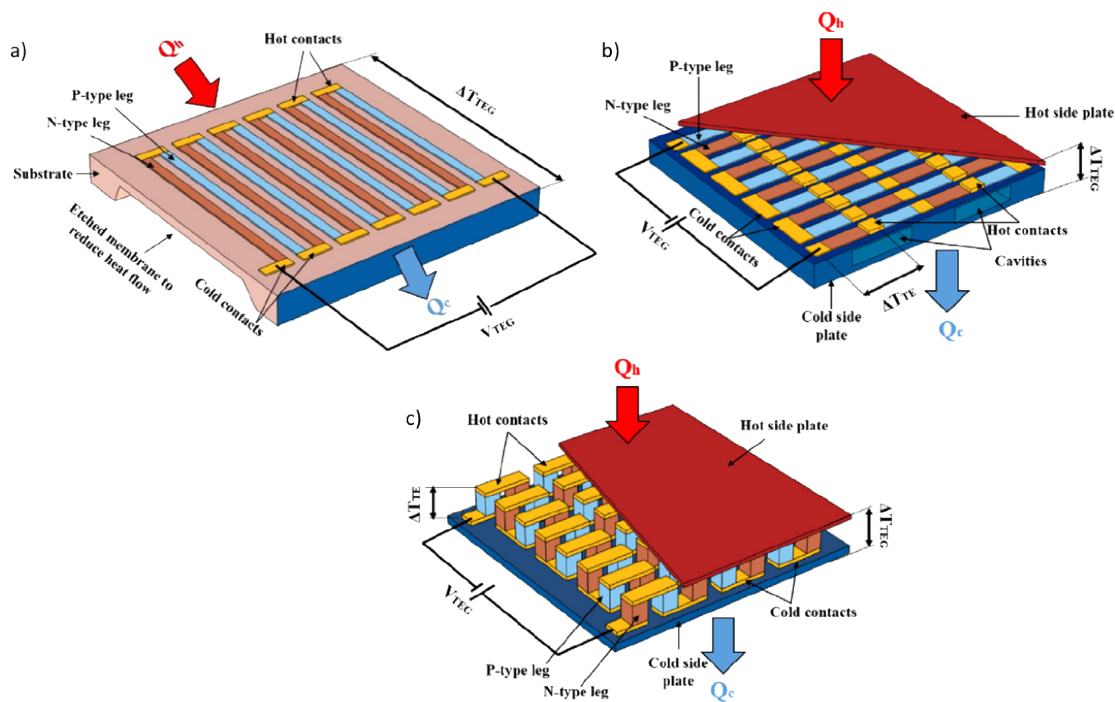 a)
Qh
Hot contacts
P-type leg
N-type leg
Substrate
ΔTTEG
Etched membrane to
reduce heat flow
Cold contacts
Qc
VTEG
b)
Qh
P-type leg
N-type leg
Hot side plate
ΔTTEG
VTEG
Cold contacts
Hot contacts
Cavities
ΔTTE
Cold side
plate
Qc
c)
Qh
Hot contacts
Hot side plate
ΔTTE
ΔTTEG
VTEG
Cold contacts
P-type leg
N-type leg
Cold side
plate
Qc